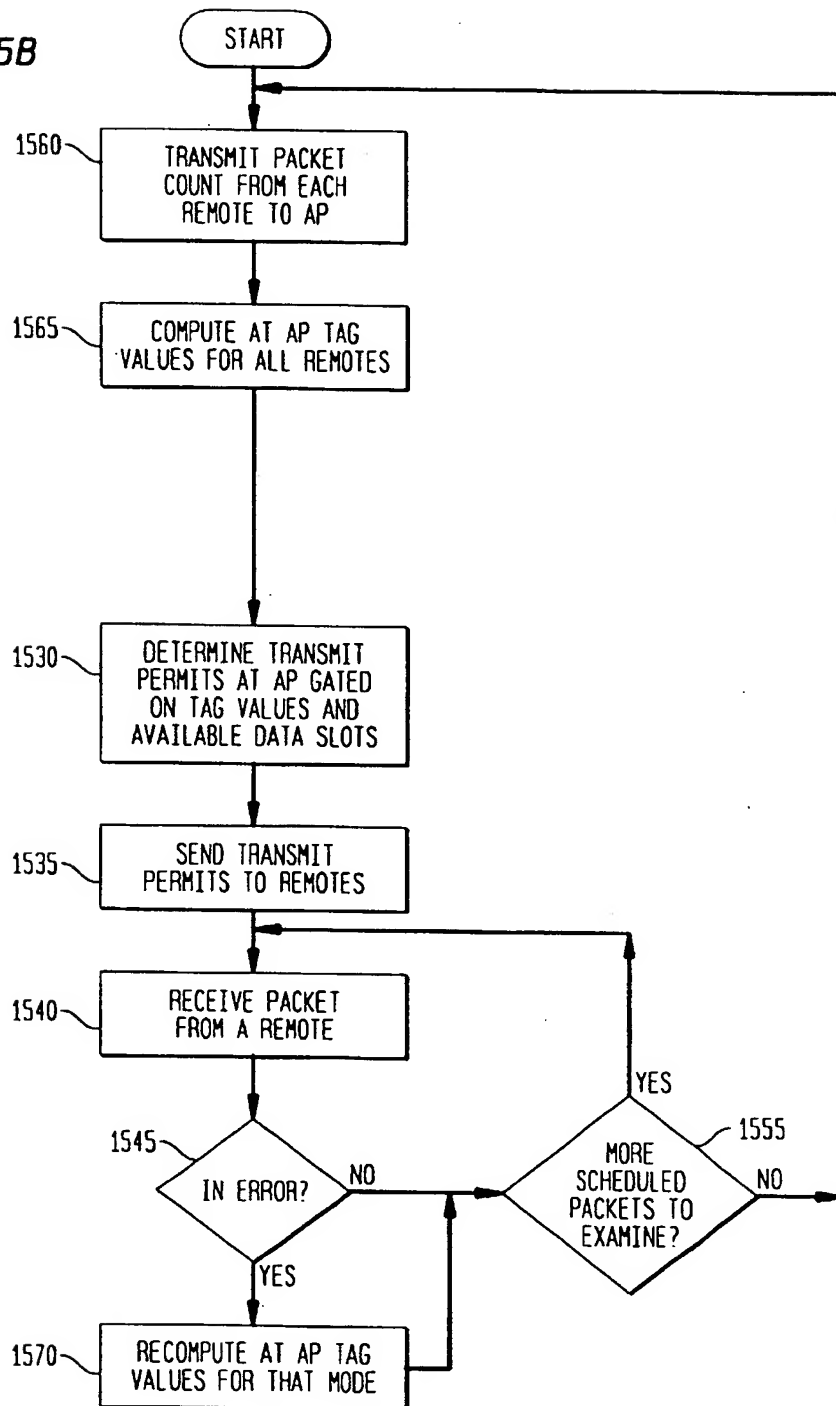 5B
START
1560
TRANSMIT PACKET
COUNT FROM EACH
REMOTE TO AP
1565
COMPUTE AT AP TAG
VALUES FOR ALL REMOTES
1530
DETERMINE TRANSMIT
PERMITS AT AP GATED
ON TAG VALUES AND
AVAILABLE DATA SLOTS
1535
SEND TRANSMIT
PERMITS TO REMOTES
1540
RECEIVE PACKET
FROM A REMOTE
YES
1545
IN ERROR?
NO
1555
MORE
SCHEDULED
PACKETS TO
EXAMINE?
NO
YES
1570
RECOMPUTE AT AP TAG
VALUES FOR THAT MODE